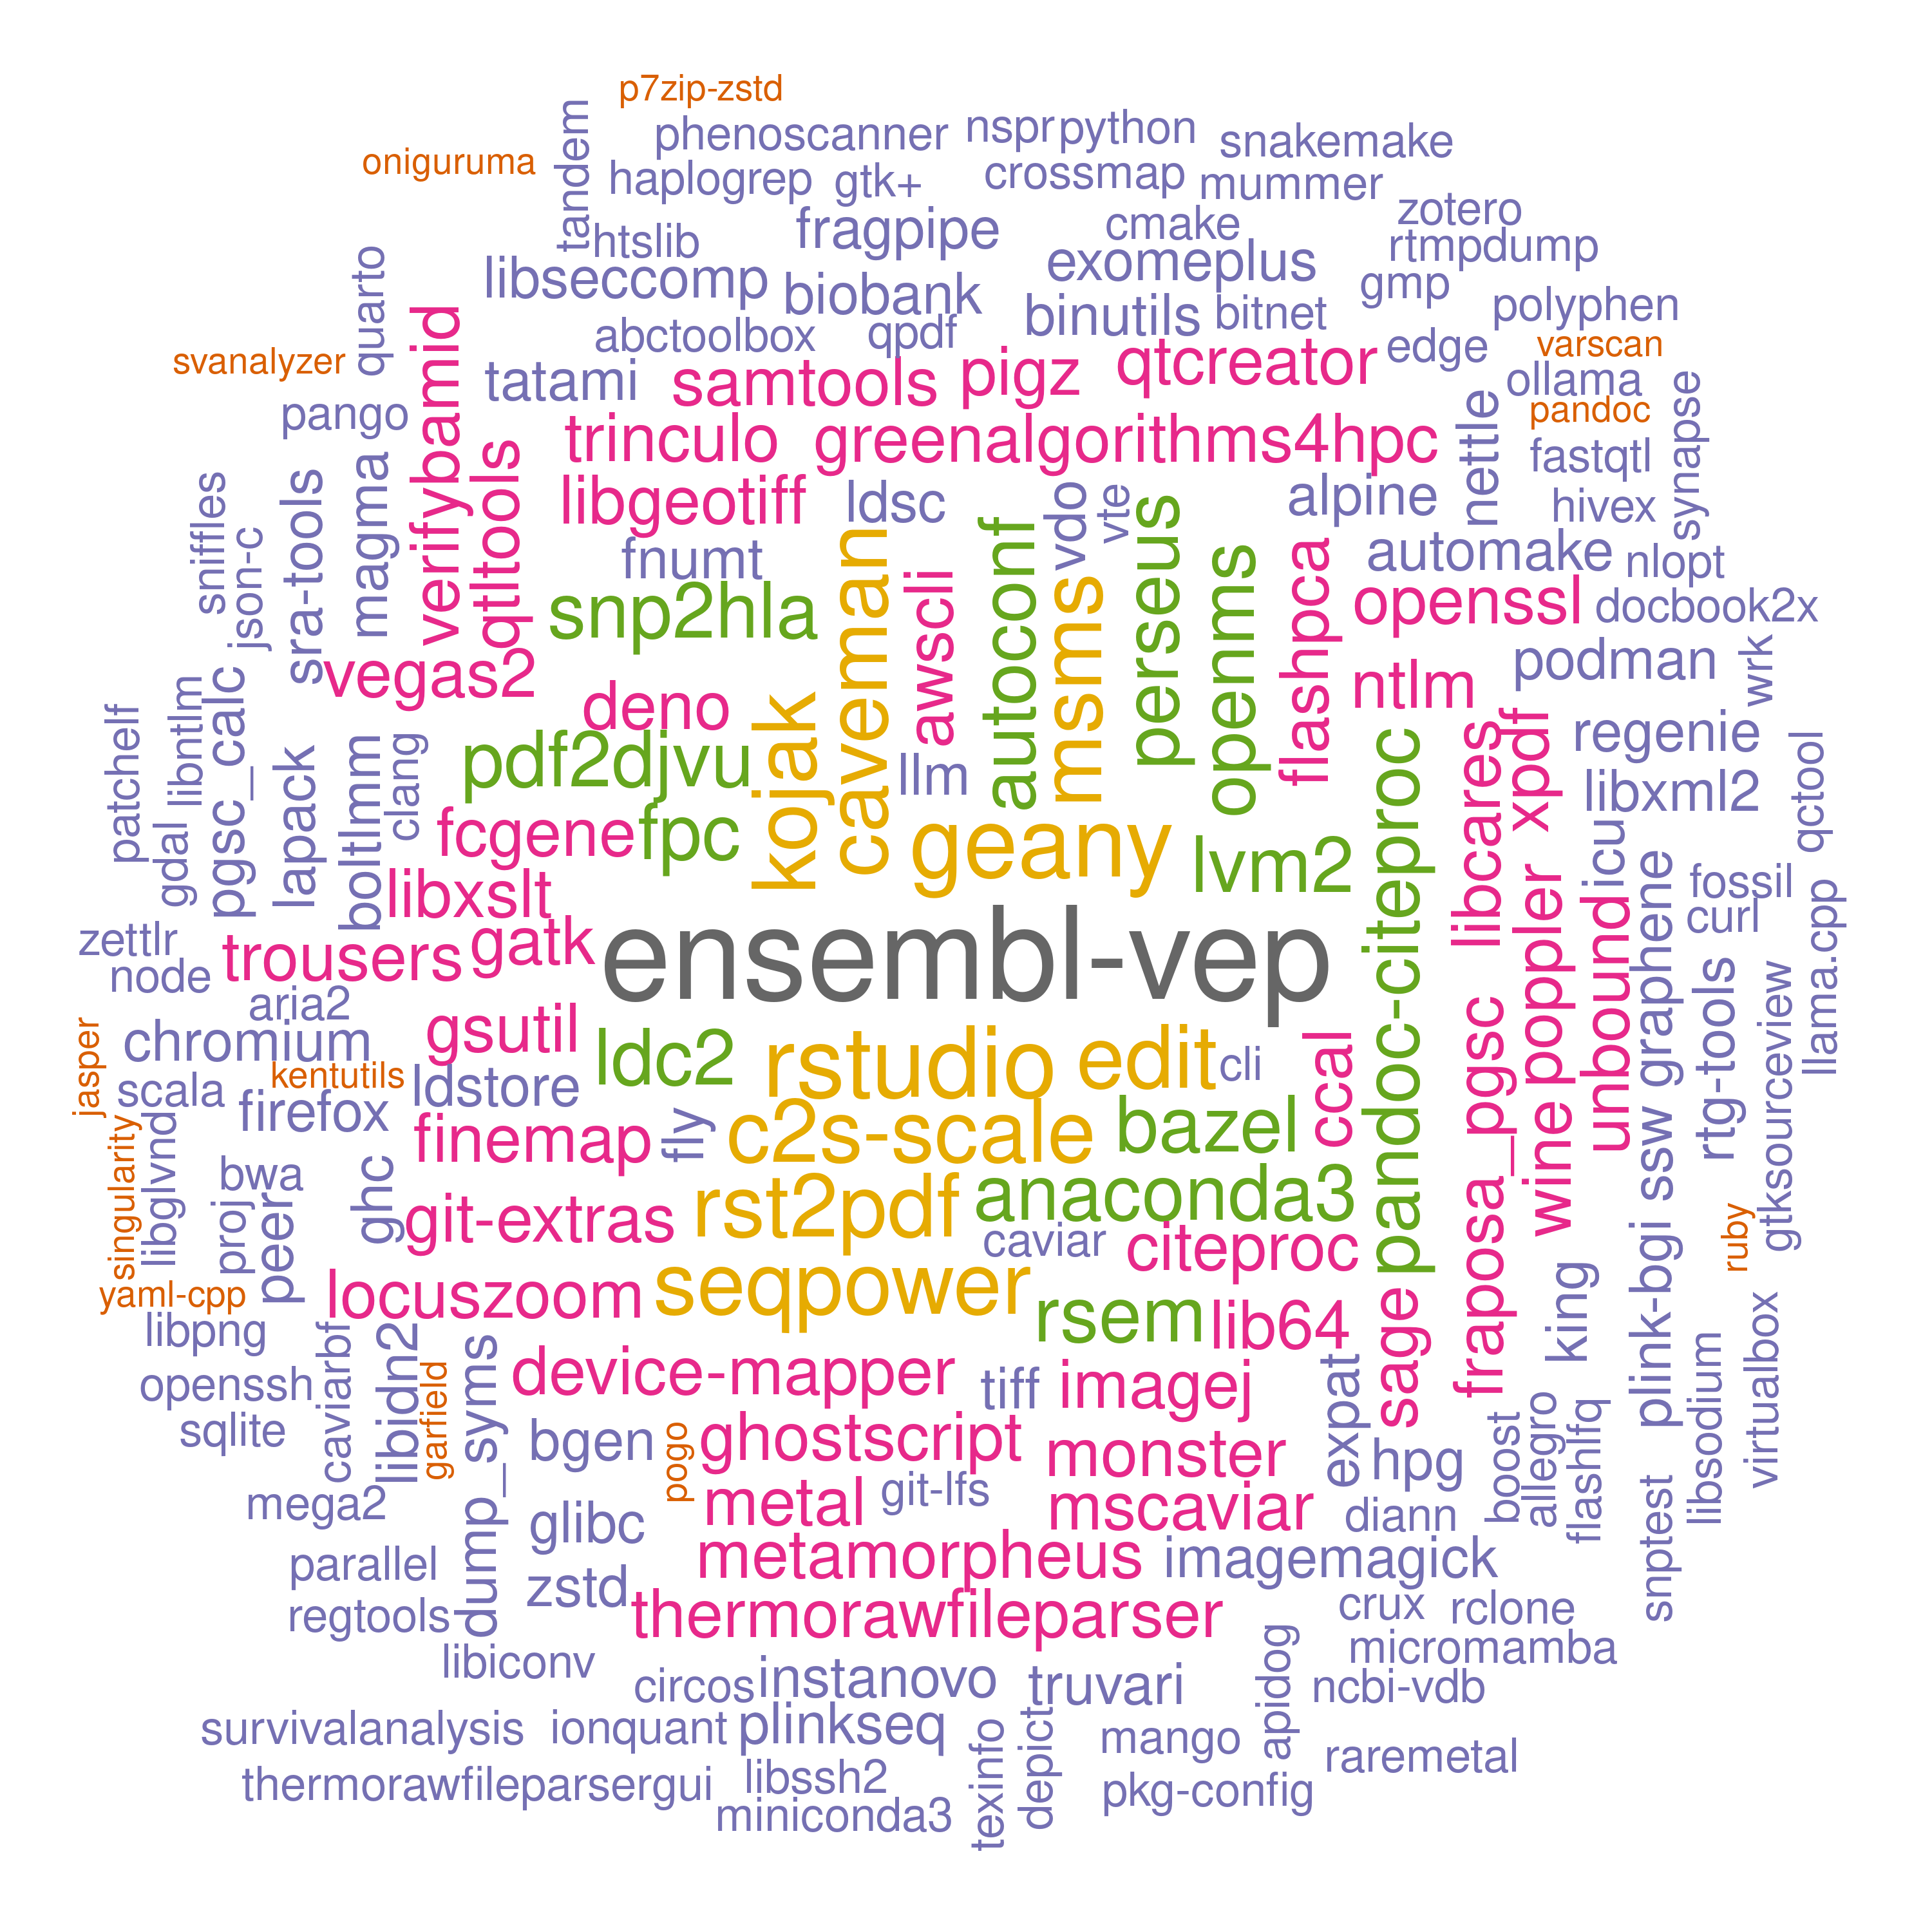 p7zip-zstd
phenoscanner
nspr
python
snakemake
oniguruma
tandem
haplogrep
gtk+
crossmap
mummer
zotero
htslib
fragpipe
cmake
rtmpdump
quarto
libseccomp
biobank
exomeplus
gmp
polyphen
abctoolbox
qpdf
binutils
bitnet
edge
varscan
svanalyzer
verifybamid
tatami
samtools
pigz
qtcreator
ollama
synapse
pango
trinculo
greenalgorithms4hpc
nettle
pandoc
fastqtl
sniffles
json-c
sra-tools
magma
qtltools
libgeotiff
ldsc
vdo
vte
alpine
hivex
fnumt
caveman
autoconf
msms
perseus
openms
flashpca
automake
nlopt
snp2hla
awscli
openssl
docbook2x
vegas2
deno
ntlm
podman
wrk
patchelf
libntlm
gdal
pgsc_calc
lapack
boltlmm
clang
pdf2djvu
kojak
llm
pandoc-citeproc
libcares
xpdf
regenie
qctool
fcgene
fpc
geany
lvm2
libxml2
icu
libxslt
fossil
zettlr
trousers
gatk
ensembl-vep
poppler
unbound
graphene
curl
llama.cpp
node
aria2
rtg-tools
gtksourceview
jasper
chromium
gsutil
ldc2
rstudio
edit
cli
ccal
fraposa_pgsc
wine
kentutils
scala
ldstore
firefox
singularity
libglvnd
finemap
fly
c2s-scale
bazel
ssw
bwa
proj
peer
ghc
git-extras
rst2pdf
anaconda3
ruby
caviar
citeproc
plink-bgi
yaml-cpp
locuszoom
seqpower
rsem
lib64
sage
king
virtualbox
libpng
caviarbf
libidn2
garfield
dump_syms
device-mapper
tiff
imagej
expat
libsodium
openssh
sqlite
bgen
pogo
ghostscript
monster
hpg
boost
allegro
flashlfq
snptest
mega2
glibc
metal
git-lfs
mscaviar
diann
parallel
zstd
metamorpheus
imagemagick
regtools
thermorawfileparser
crux
rclone
libiconv
circos
instanovo
truvari
apidog
micromamba
ncbi-vdb
survivalanalysis
ionquant
plinkseq
texinfo
depict
mango
raremetal
thermorawfileparsergui
libssh2
pkg-config
miniconda3